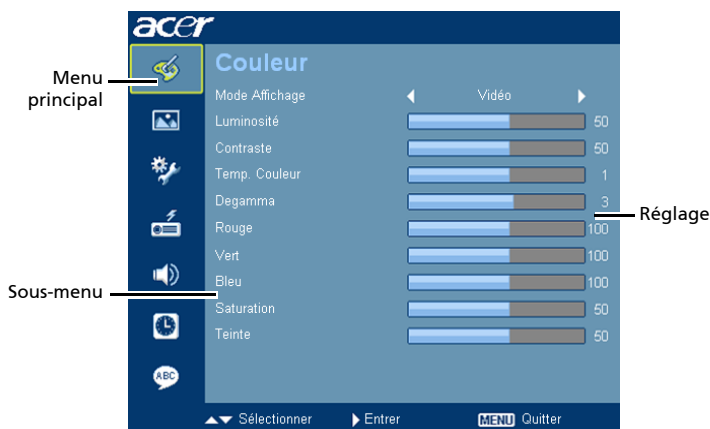 acer
Couleur
Menu principal
Mode Affichage Vidéo
Luminosité 50
Contraste 50
Temp. Couleur 1
Degamma 3
Réglage
Rouge 100
Vert 100
Sous-menu
Bleu 100
Saturation 50
Teinte 50
ABC
Sélectionner Entrer MENU Quitter